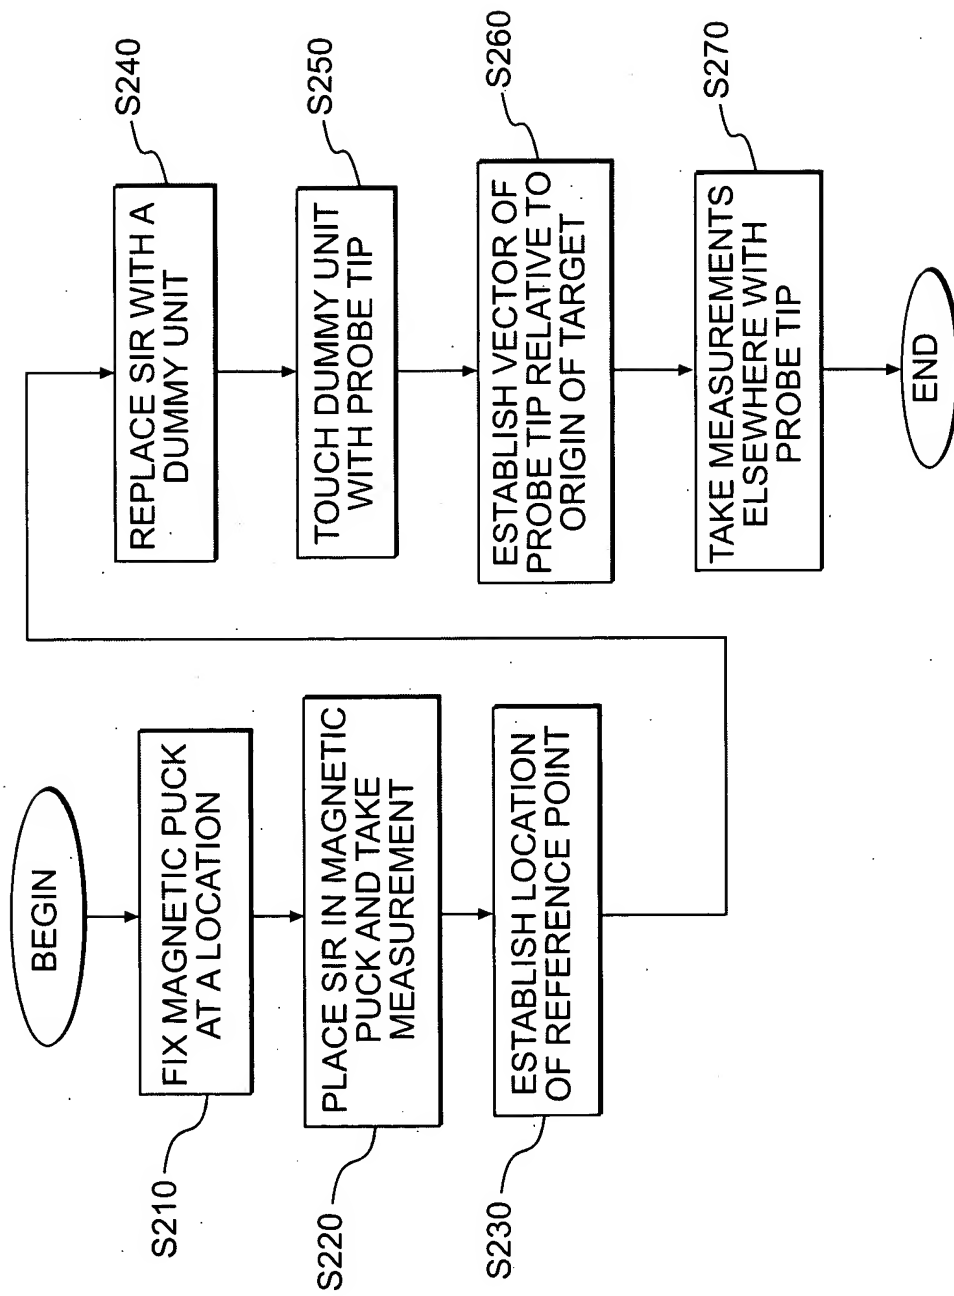 BEGIN
FIX MAGNETIC PUCK
AT A LOCATION
S210
PLACE SIR IN MAGNETIC
PUCK AND TAKE
MEASUREMENT
S220
ESTABLISH LOCATION
OF REFERENCE POINT
S230
REPLACE SIR WITH A
DUMMY UNIT
S240
TOUCH DUMMY UNIT
WITH PROBE TIP
S250
ESTABLISH VECTOR OF
PROBE TIP RELATIVE TO
ORIGIN OF TARGET
S260
TAKE MEASUREMENTS
ELSEWHERE WITH
PROBE TIP
S270
END